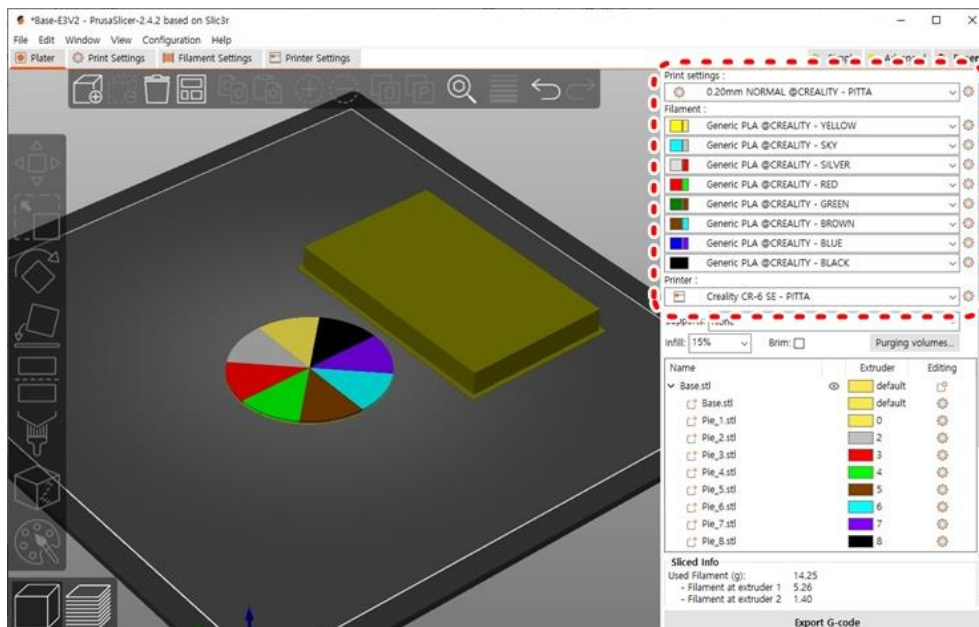 *Base-E3V2 - PrusaSlicer-2.4.2 based on Slic3r
File Edit Window View Configuration Help
Plater Print Settings Filament Settings Printer Settings
Print settings :
0.20mm NORMAL @CREALITY - PITTA
Filament :
Generic PLA @CREALITY - YELLOW
Generic PLA @CREALITY - SKY
Generic PLA @CREALITY - SILVER
Generic PLA @CREALITY - RED
Generic PLA @CREALITY - GREEN
Generic PLA @CREALITY - BROWN
Generic PLA @CREALITY - BLUE
Generic PLA @CREALITY - BLACK
Printer :
Creality CR-6 SE - PITTA
Infill: 15% Brim: Purging volumes...
Name Extruder Editing
Base.stl default
Base.stl default
Pie_1.stl 0
Pie_2.stl 2
Pie_3.stl 3
Pie_4.stl 4
Pie_5.stl 5
Pie_6.stl 6
Pie_7.stl 7
Pie_8.stl 8
Sliced Info
Used Filament (g): 14.25
- Filament at extruder 1 5.26
- Filament at extruder 2 1.40
Export G-code